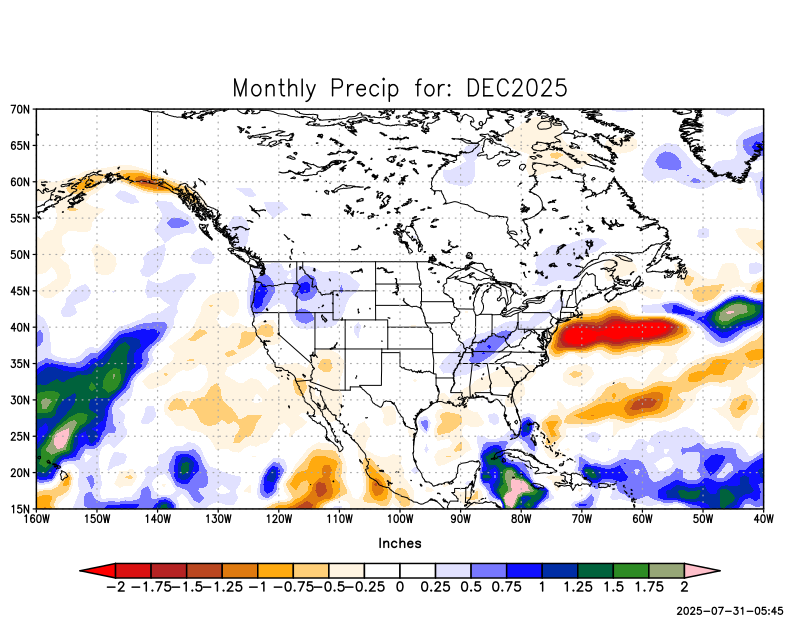 Monthly Precip for: DEC2025
70N
65N
60N
55N
50N
45N
40N
35N
30N
25N
20N
15N
160W 150W 140W 130W 120W 110W 100W 90W 80W 70W 60W 50W 40W
Inches
-2 -1.75 -1.5 -1.25 -1 -0.75 -0.5 -0.25 0 0.25 0.5 0.75 1 1.25 1.5 1.75 2
2025-07-31-05:45